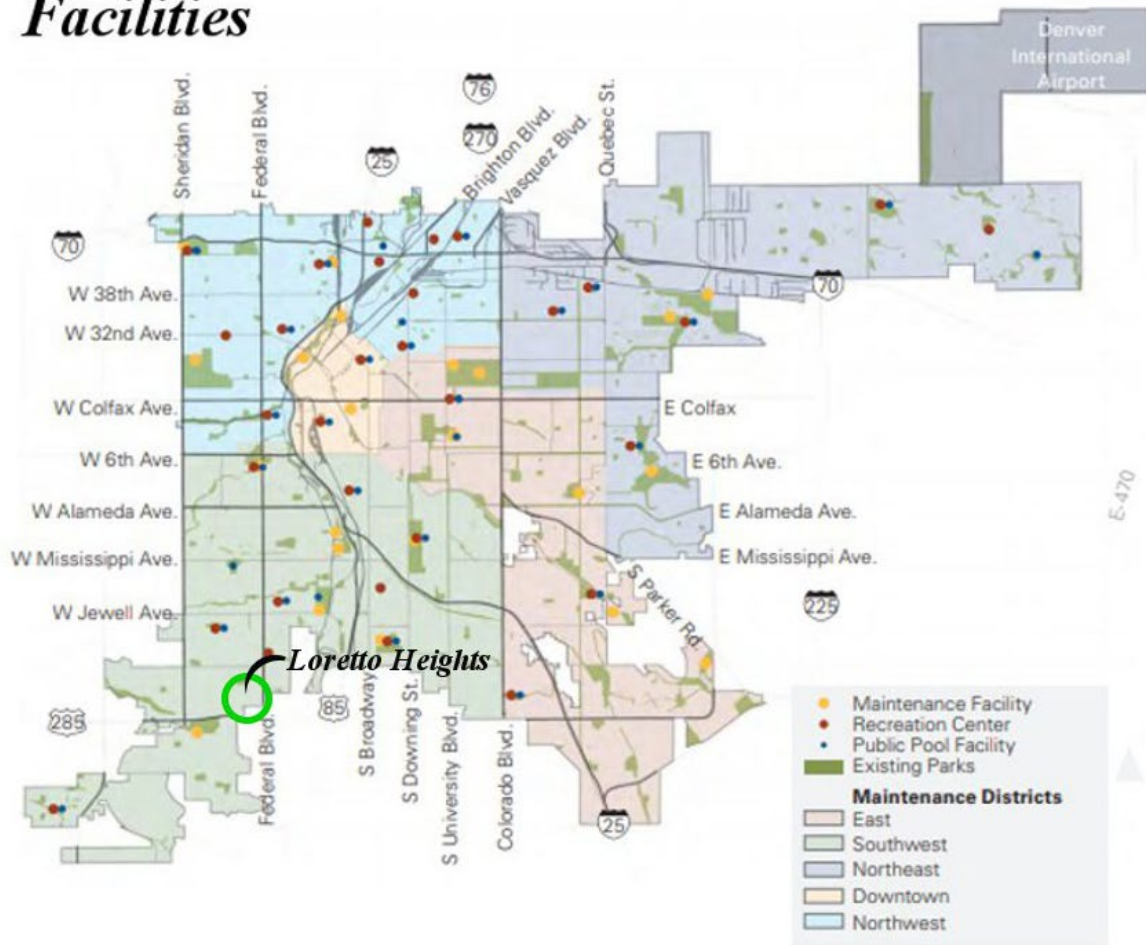 Facilities
Denver
International
Airport
Sheridan Blvd.
Federal Blvd.
76
270
25
Brighton Blvd.
Vasquez Blvd.
Quebec St.
70
70
W 38th Ave.
W 32nd Ave.
W Colfax Ave.
E Colfax
W 6th Ave.
E 6th Ave.
W Alameda Ave.
E Alameda Ave.
E-470
W Mississippi Ave.
E Mississippi Ave.
S Parker Rd.
225
W Jewell Ave.
Loretto Heights
285
85
Federal Blvd.
S Broadway
S Downing St.
S University Blvd.
Colorado Blvd.
25
Maintenance Facility
Recreation Center
Public Pool Facility
Existing Parks
Maintenance Districts
East
Southwest
Northeast
Downtown
Northwest